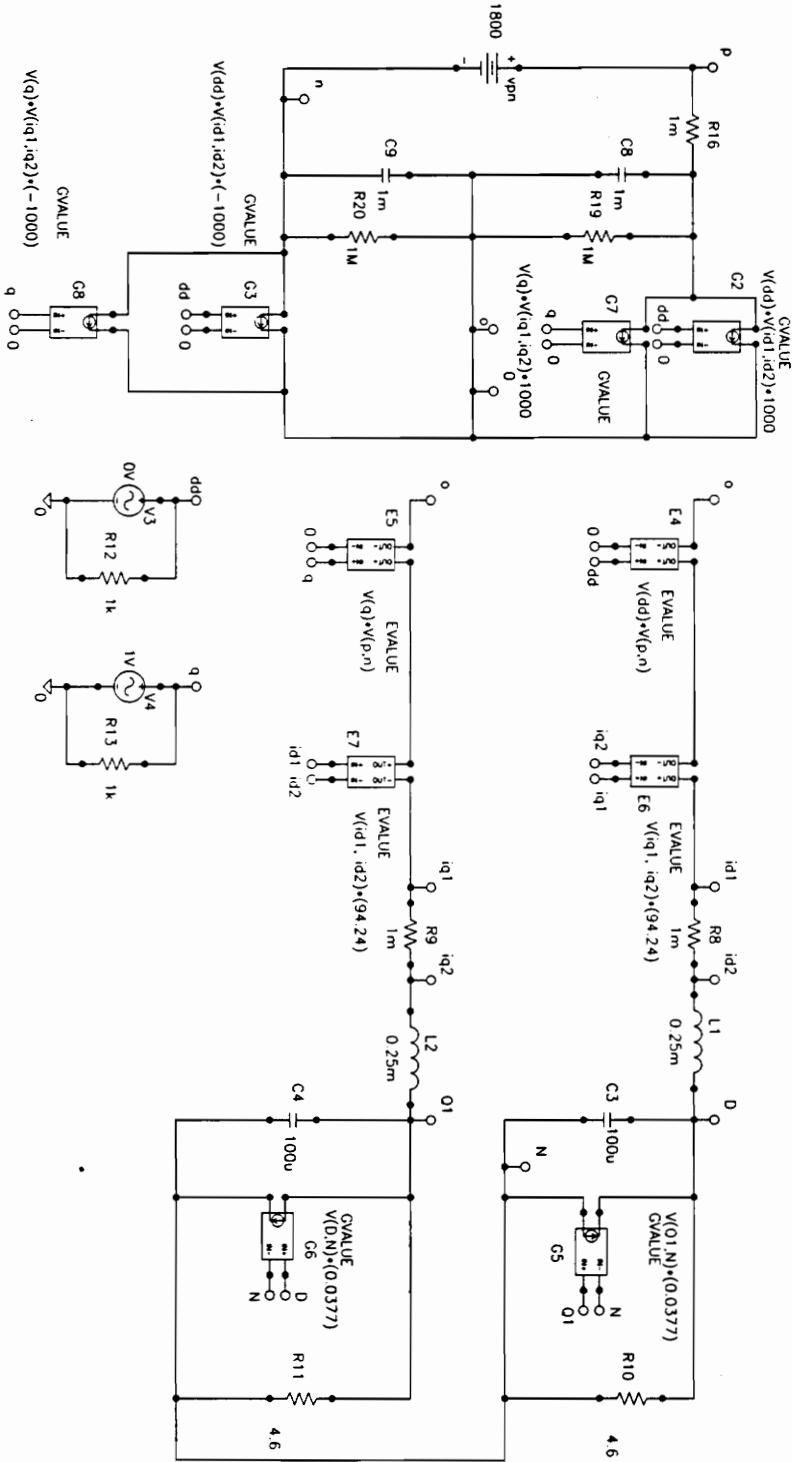 1800
+
-
vpn
p
n
R16
1m
C8
1m
C9
1m
R19
1M
R20
1M
G2
GVALUE
V(dd)*V(id1,id2)*1000
dd
0
G7
GVALUE
V(q)*V(iq1,iq2)*1000
q
0
o
0
G3
GVALUE
V(dd)*V(id1,id2)*(-1000)
dd
0
G8
GVALUE
V(q)*V(iq1,iq2)*(-1000)
q
0
o
E4
EVALUE
V(dd)*V(p,n)
0
dd
E6
EVALUE
V(iq1, iq2)*(94.24)
iq2
iq1
id1
R8
1m
id2
L1
0.25m
D
C3
100u
N
G5
V(Q1,N)*(0.0377)
GVALUE
N
Q1
R10
4.6
o
E5
EVALUE
V(q)*V(p,n)
0
q
E7
EVALUE
V(id1, id2)*(94.24)
id1
id2
iq1
R9
1m
iq2
L2
0.25m
Q1
C4
100u
G6
GVALUE
V(D,N)*(0.0377)
D
N
R11
4.6
dd
V3
0V
R12
1k
0
q
V4
1V
R13
1k
0